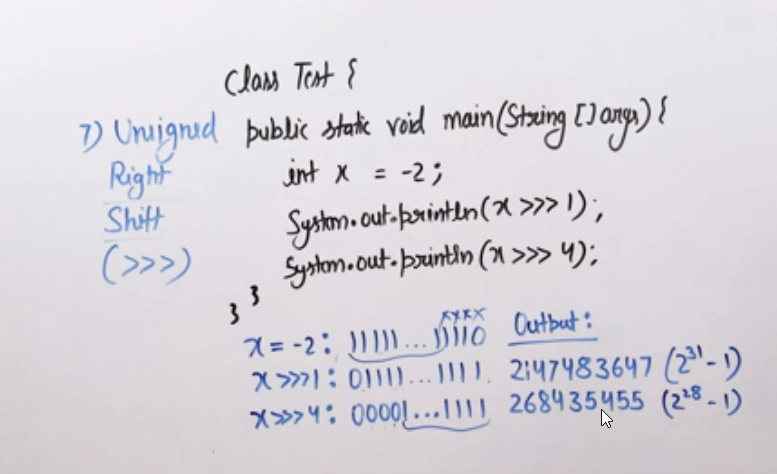 Class Test {
7) Unsigned
Right
Shift
(>>>)
public static void main(String [] args) {
int x = -2;
System.out.println(x >>> 1);
System.out.println(x >>> 4);
}
}
xxxx
x = -2: 11111...11110
x>>>1: 01111...1111
x>>>4: 00001...1111
Output:
2147483647 (2^31 - 1)
268435455 (2^28 - 1)